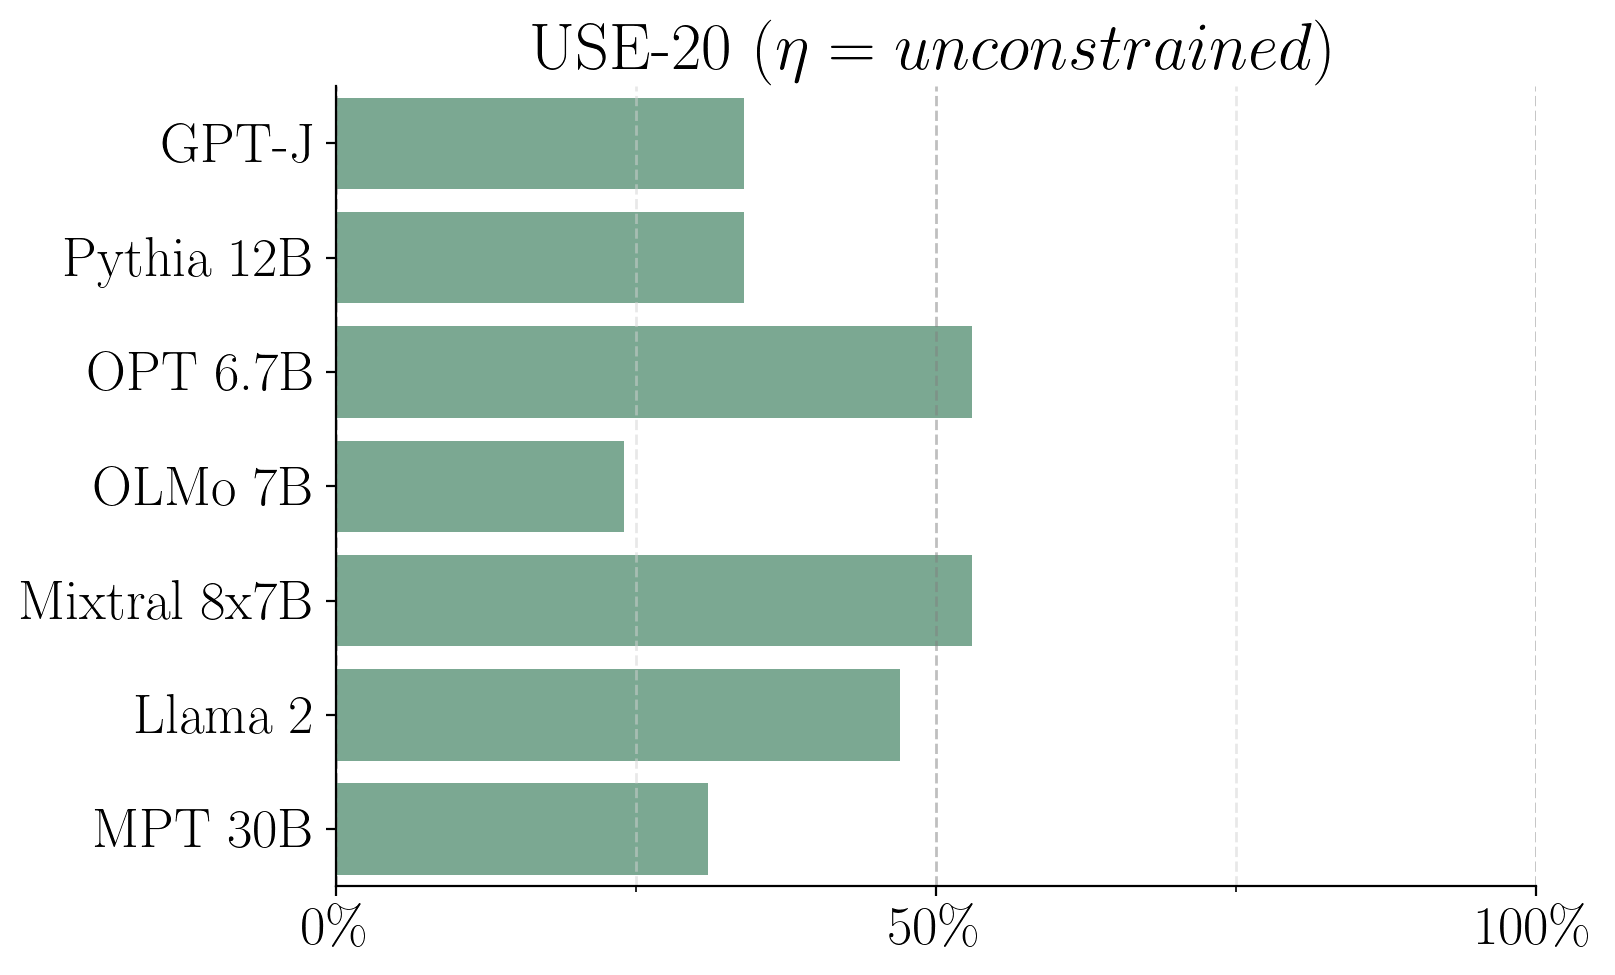 USE-20 (η = unconstrained)
GPT-J
Pythia 12B
OPT 6.7B
OLMo 7B
Mixtral 8x7B
Llama 2
MPT 30B
0% 50% 100%